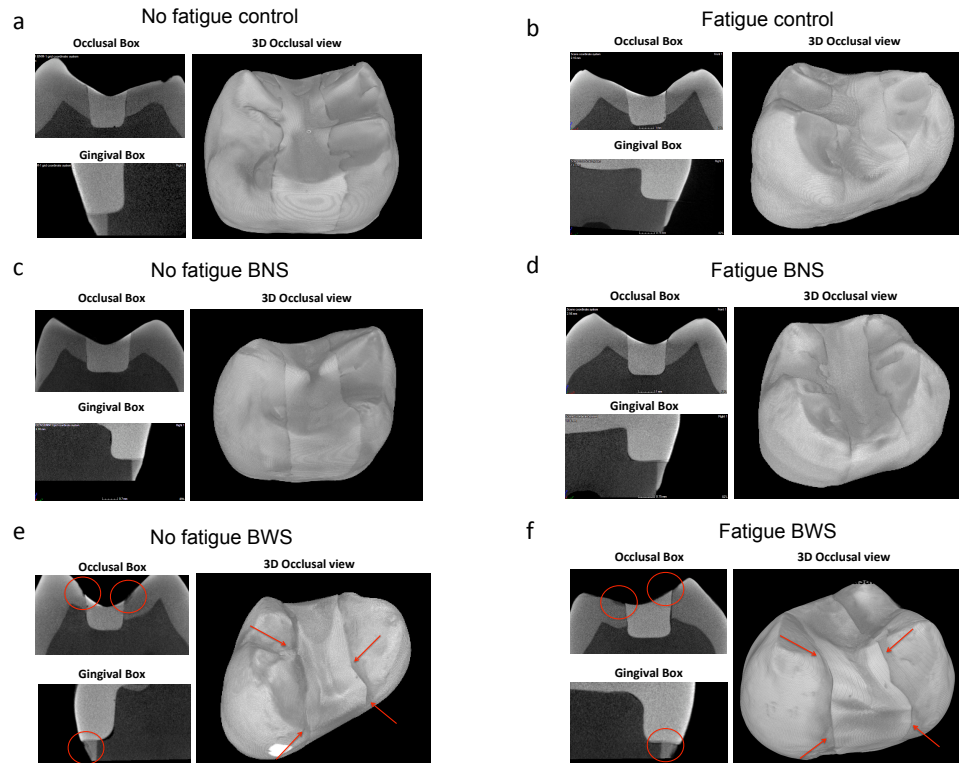 a
No fatigue control
Occlusal Box
3D Occlusal view
Gingival Box
b
Fatigue control
Occlusal Box
3D Occlusal view
Gingival Box
c
No fatigue BNS
Occlusal Box
3D Occlusal view
Gingival Box
d
Fatigue BNS
Occlusal Box
3D Occlusal view
Gingival Box
e
No fatigue BWS
Occlusal Box
3D Occlusal view
Gingival Box
f
Fatigue BWS
Occlusal Box
3D Occlusal view
Gingival Box